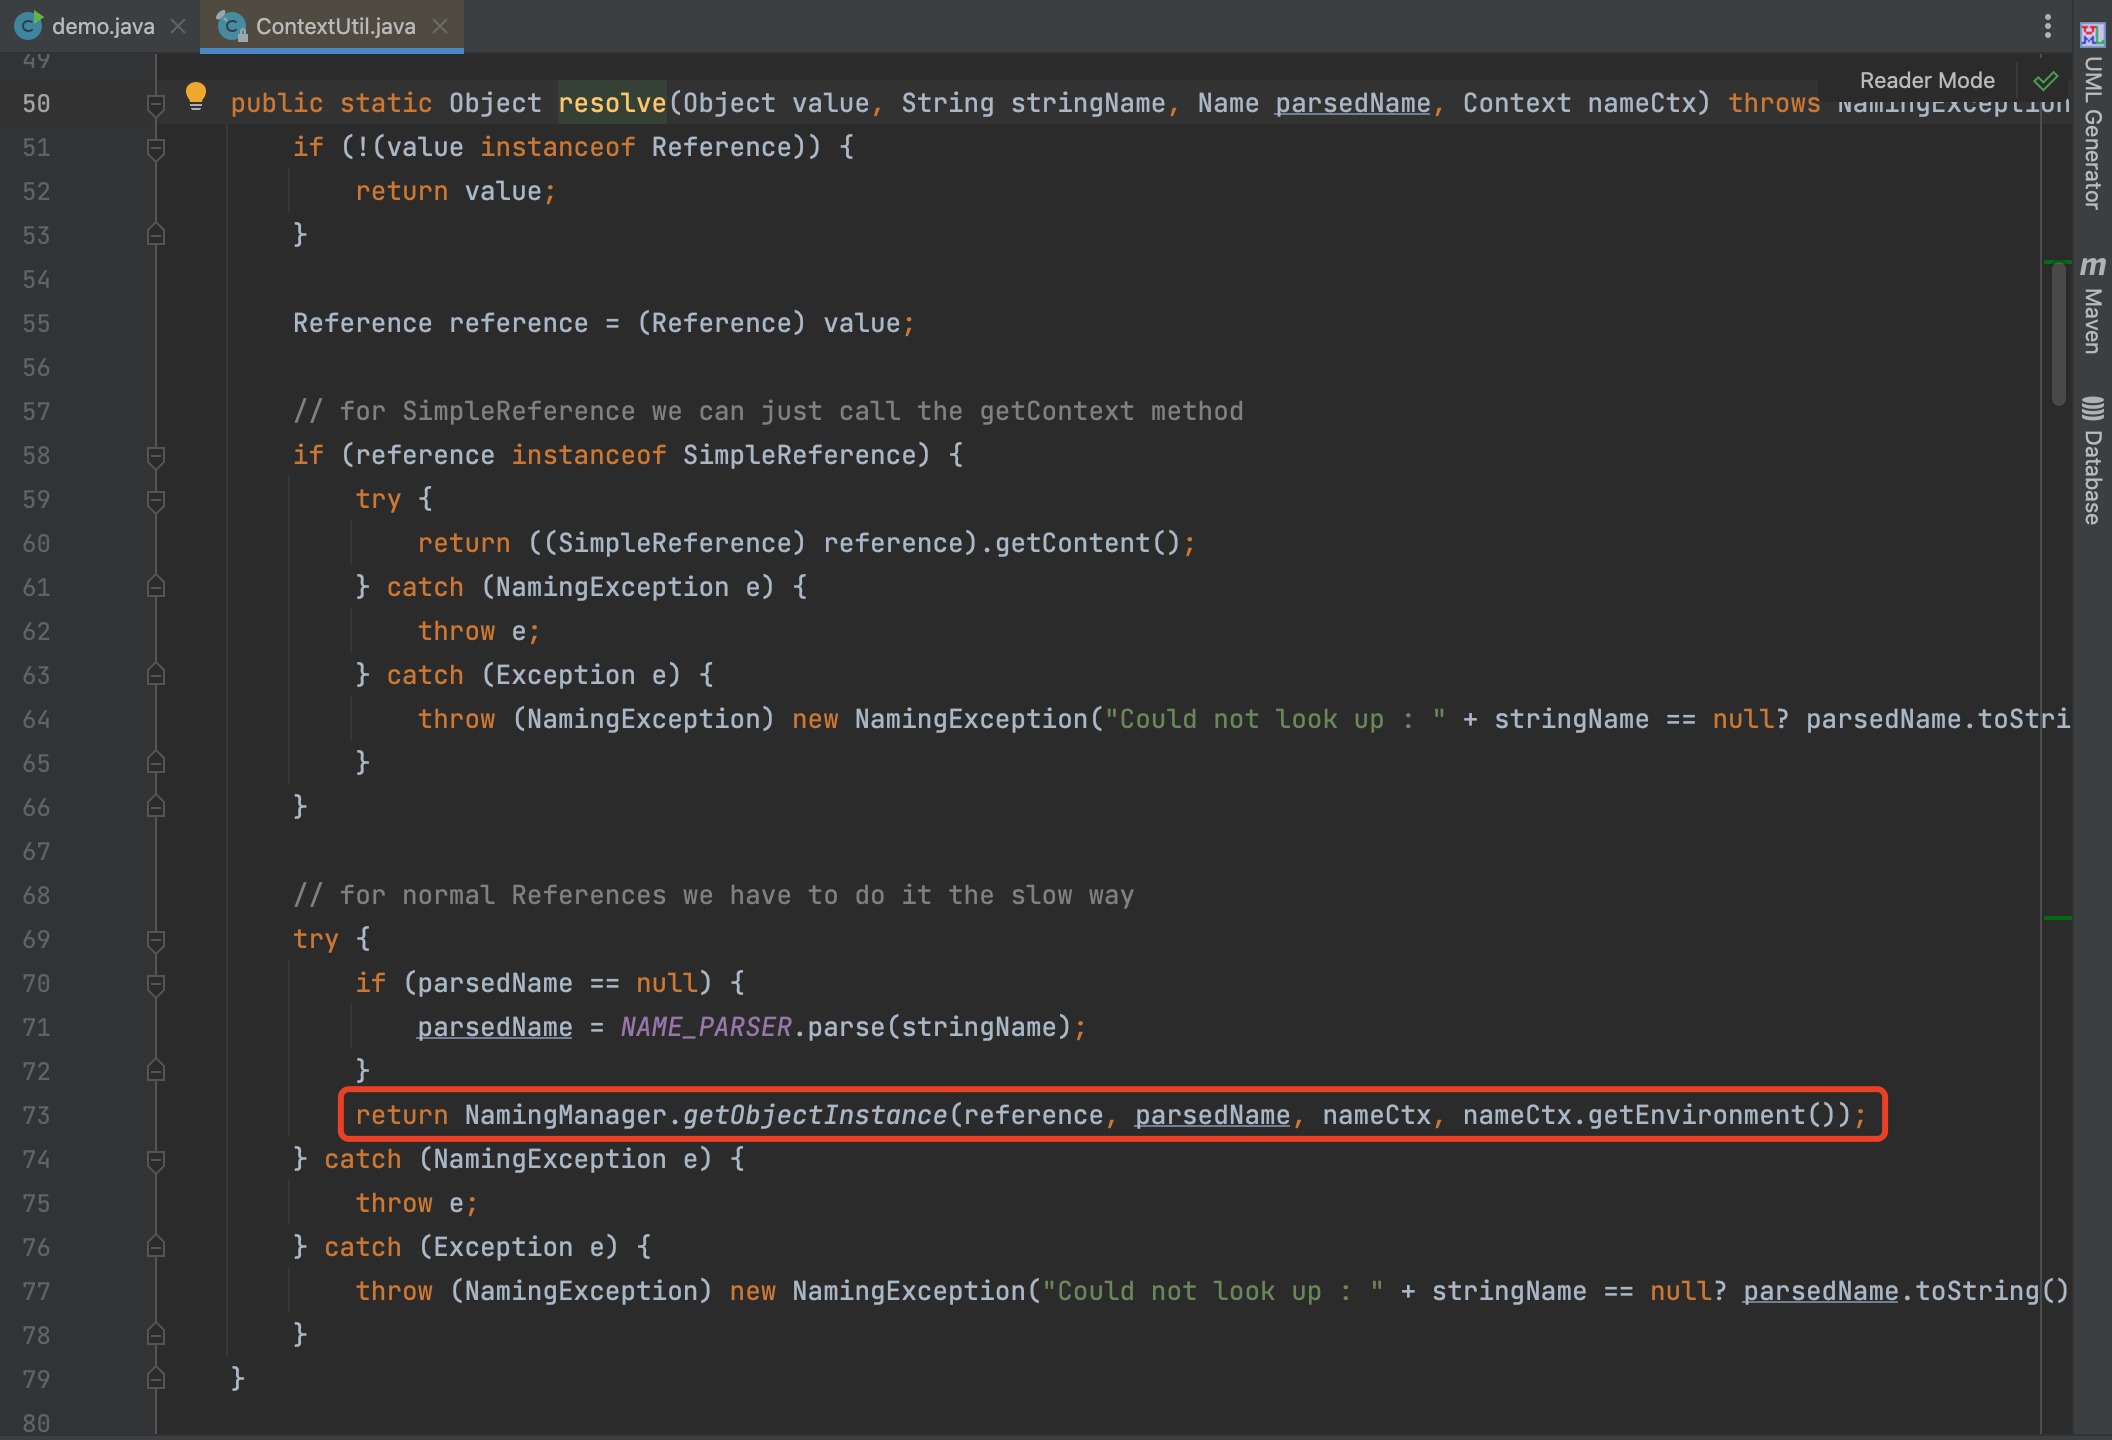 demo.java
ContextUtil.java
49
Reader Mode
50 public static Object resolve(Object value, String stringName, Name parsedName, Context nameCtx) throws NamingException
51 if (!(value instanceof Reference)) {
52 return value;
53 }
54
55 Reference reference = (Reference) value;
56
57 // for SimpleReference we can just call the getContext method
58 if (reference instanceof SimpleReference) {
59 try {
60 return ((SimpleReference) reference).getContent();
61 } catch (NamingException e) {
62 throw e;
63 } catch (Exception e) {
64 throw (NamingException) new NamingException("Could not look up : " + stringName == null? parsedName.toStri
65 }
66 }
67
68 // for normal References we have to do it the slow way
69 try {
70 if (parsedName == null) {
71 parsedName = NAME_PARSER.parse(stringName);
72 }
73 return NamingManager.getObjectInstance(reference, parsedName, nameCtx, nameCtx.getEnvironment());
74 } catch (NamingException e) {
75 throw e;
76 } catch (Exception e) {
77 throw (NamingException) new NamingException("Could not look up : " + stringName == null? parsedName.toString()
78 }
79 }
80
UML Generator
m Maven
Database